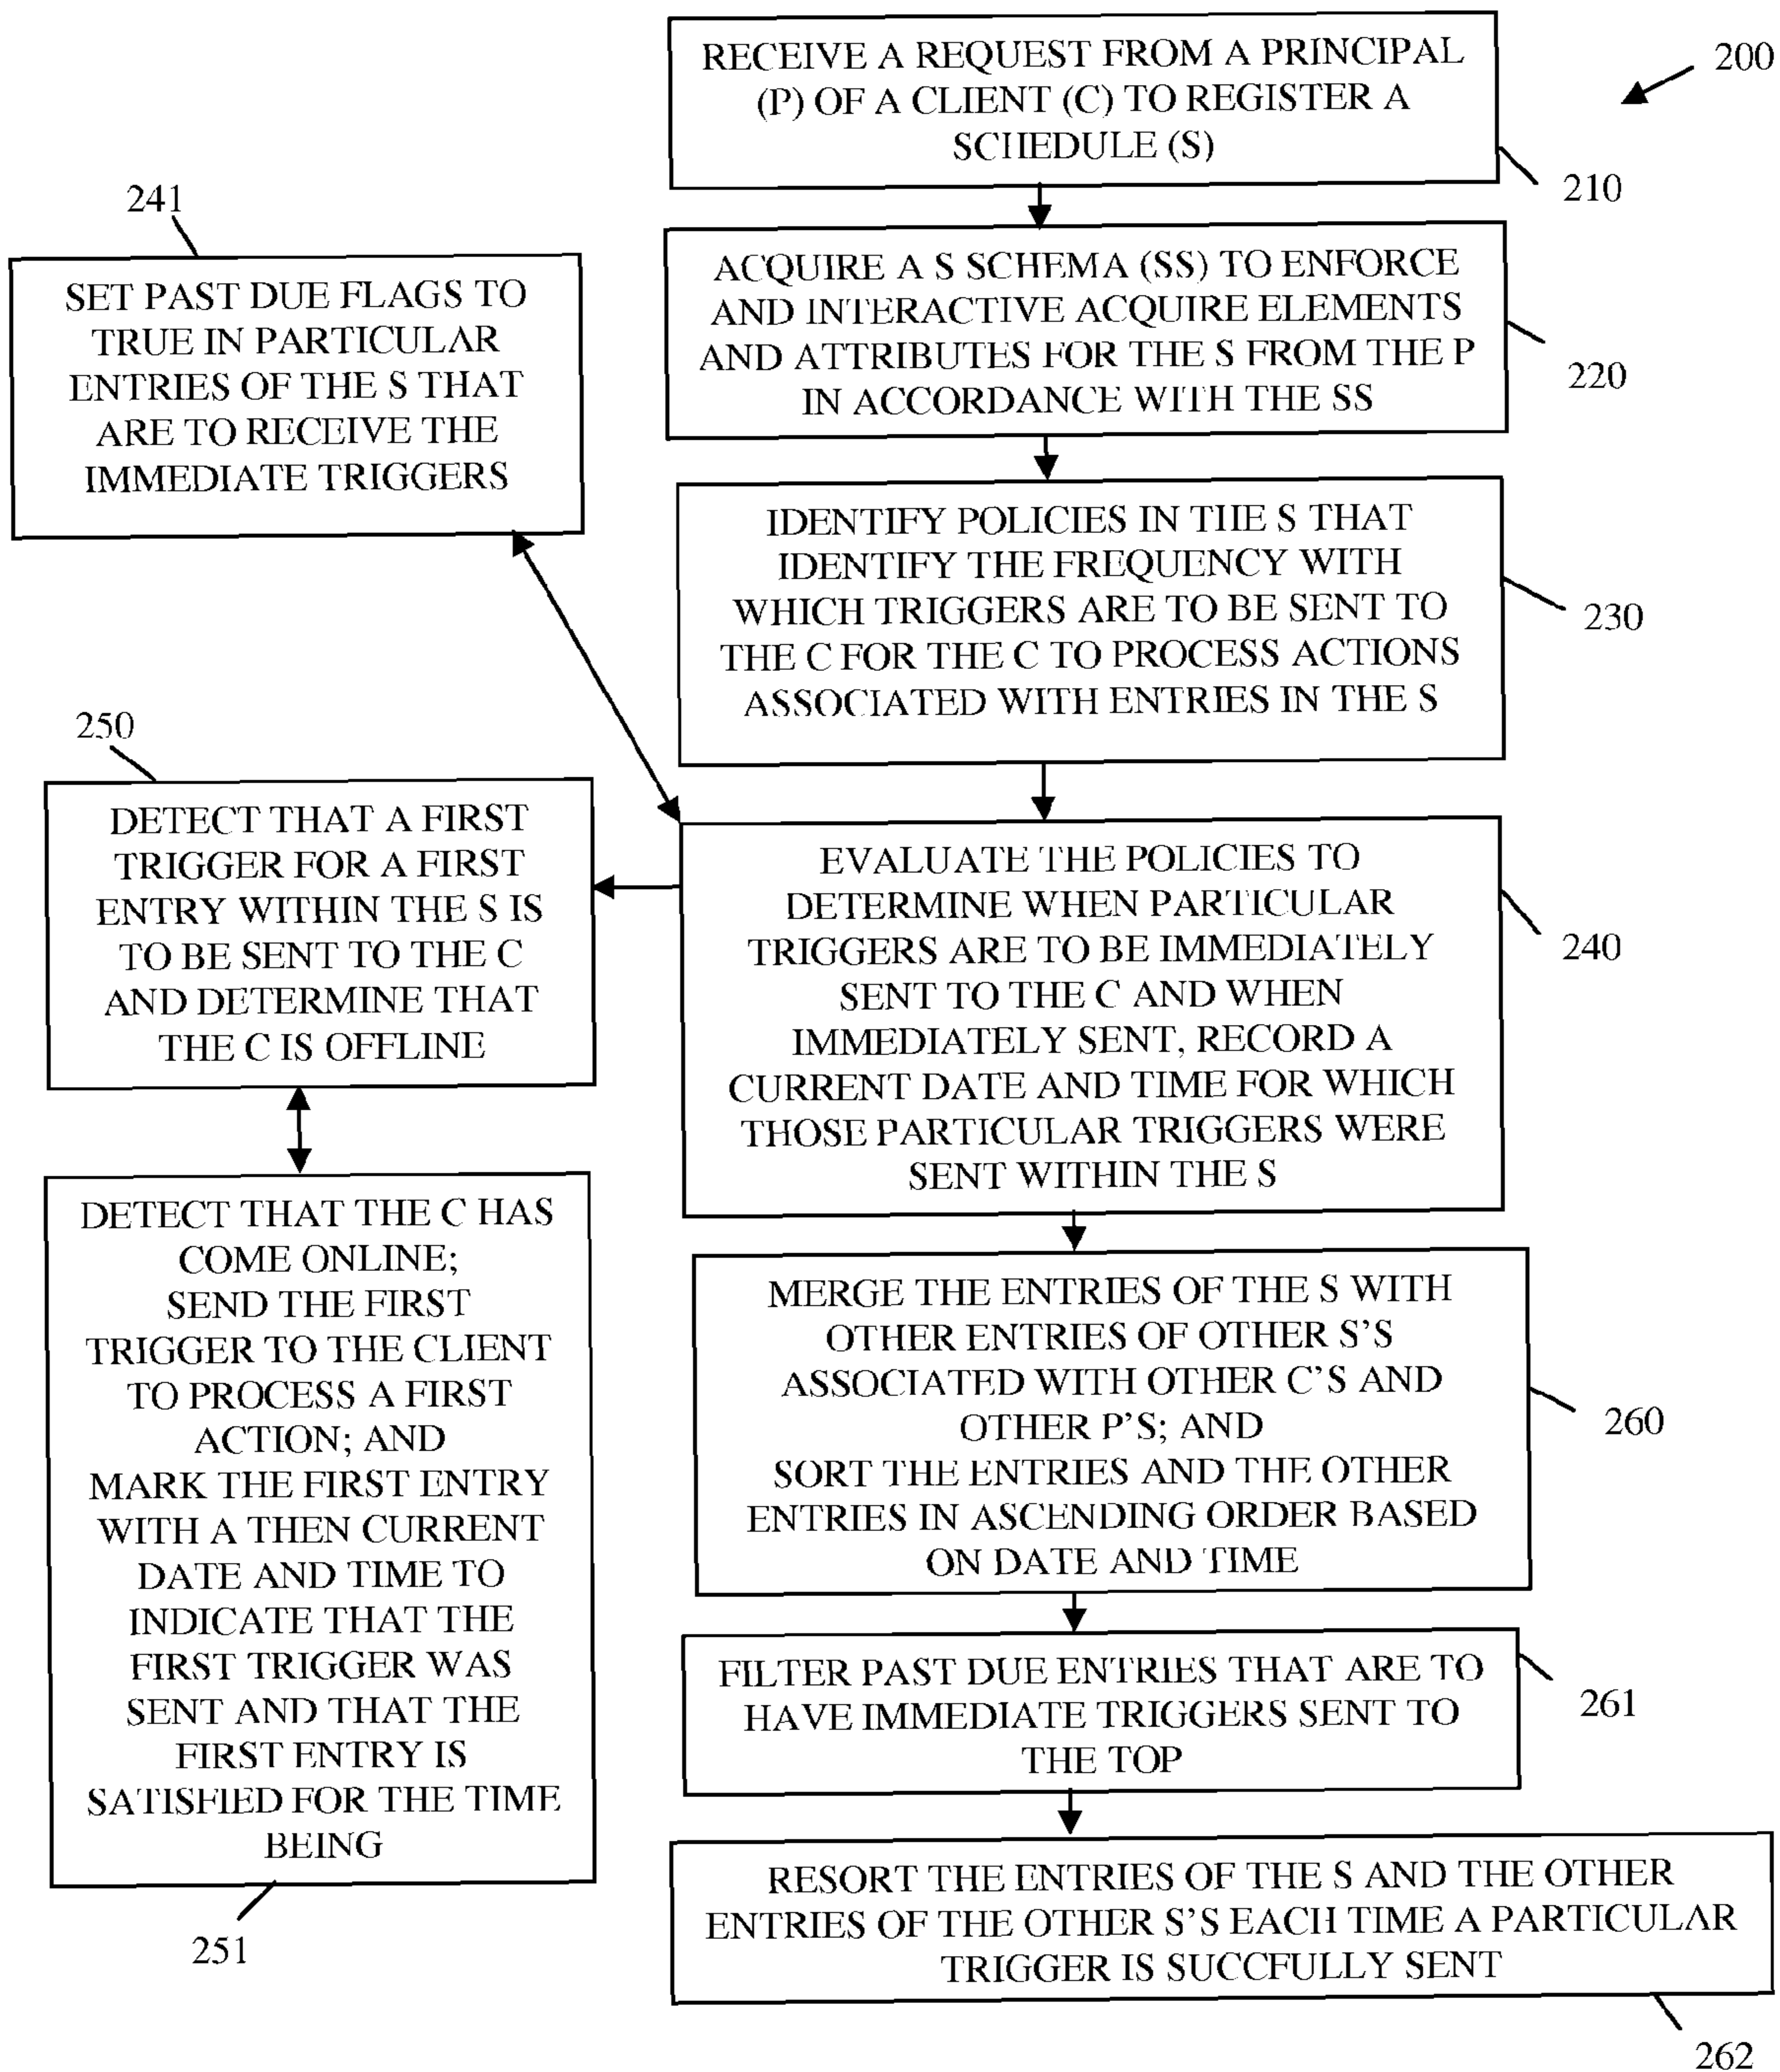 RECEIVE A REQUEST FROM A PRINCIPAL
(P) OF A CLIENT (C) TO REGISTER A
SCHEDULE (S)
200
210
241
ACQUIRE A S SCHEMA (SS) TO ENFORCE
AND INTERACTIVE ACQUIRE ELEMENTS
AND ATTRIBUTES FOR THE S FROM THE P
IN ACCORDANCE WITH THE SS
220
SET PAST DUE FLAGS TO
TRUE IN PARTICULAR
ENTRIES OF THE S THAT
ARE TO RECEIVE THE
IMMEDIATE TRIGGERS
IDENTIFY POLICIES IN THE S THAT
IDENTIFY THE FREQUENCY WITH
WHICH TRIGGERS ARE TO BE SENT TO
THE C FOR THE C TO PROCESS ACTIONS
ASSOCIATED WITH ENTRIES IN THE S
230
250
DETECT THAT A FIRST
TRIGGER FOR A FIRST
ENTRY WITHIN THE S IS
TO BE SENT TO THE C
AND DETERMINE THAT
THE C IS OFFLINE
EVALUATE THE POLICIES TO
DETERMINE WHEN PARTICULAR
TRIGGERS ARE TO BE IMMEDIATELY
SENT TO THE C AND WHEN
IMMEDIATELY SENT, RECORD A
CURRENT DATE AND TIME FOR WHICH
THOSE PARTICULAR TRIGGERS WERE
SENT WITHIN THE S
240
DETECT THAT THE C HAS
COME ONLINE;
SEND THE FIRST
TRIGGER TO THE CLIENT
TO PROCESS A FIRST
ACTION; AND
MARK THE FIRST ENTRY
WITH A THEN CURRENT
DATE AND TIME TO
INDICATE THAT THE
FIRST TRIGGER WAS
SENT AND THAT THE
FIRST ENTRY IS
SATISFIED FOR THE TIME
BEING
251
MERGE THE ENTRIES OF THE S WITH
OTHER ENTRIES OF OTHER S'S
ASSOCIATED WITH OTHER C'S AND
OTHER P'S; AND
SORT THE ENTRIES AND THE OTHER
ENTRIES IN ASCENDING ORDER BASED
ON DATE AND TIME
260
FILTER PAST DUE ENTRIES THAT ARE TO
HAVE IMMEDIATE TRIGGERS SENT TO
THE TOP
261
RESORT THE ENTRIES OF THE S AND THE OTHER
ENTRIES OF THE OTHER S'S EACH TIME A PARTICULAR
TRIGGER IS SUCCFULLY SENT
262